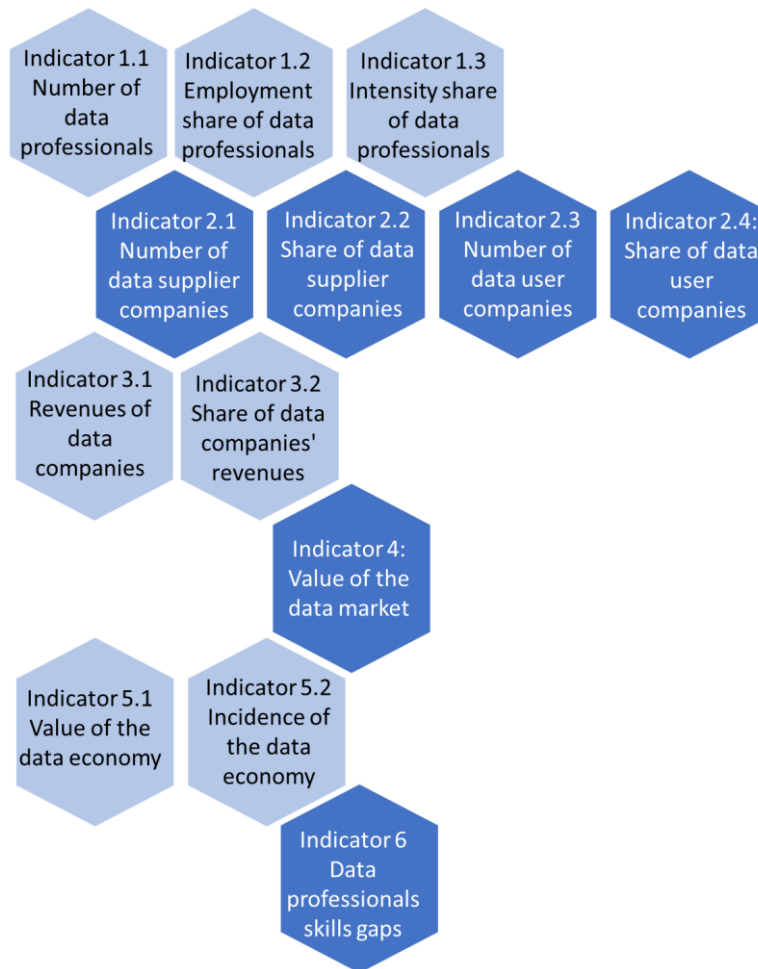 Indicator 1.1
Number of
data
professionals
Indicator 1.2
Employment
share of data
professionals
Indicator 1.3
Intensity share
of data
professionals
Indicator 2.1
Number of
data supplier
companies
Indicator 2.2
Share of data
supplier
companies
Indicator 2.3
Number of
data user
companies
Indicator 2.4:
Share of data
user
companies
Indicator 3.1
Revenues of
data
companies
Indicator 3.2
Share of data
companies'
revenues
Indicator 4:
Value of the
data market
Indicator 5.1
Value of the
data economy
Indicator 5.2
Incidence of
the data
economy
Indicator 6
Data
professionals
skills gaps